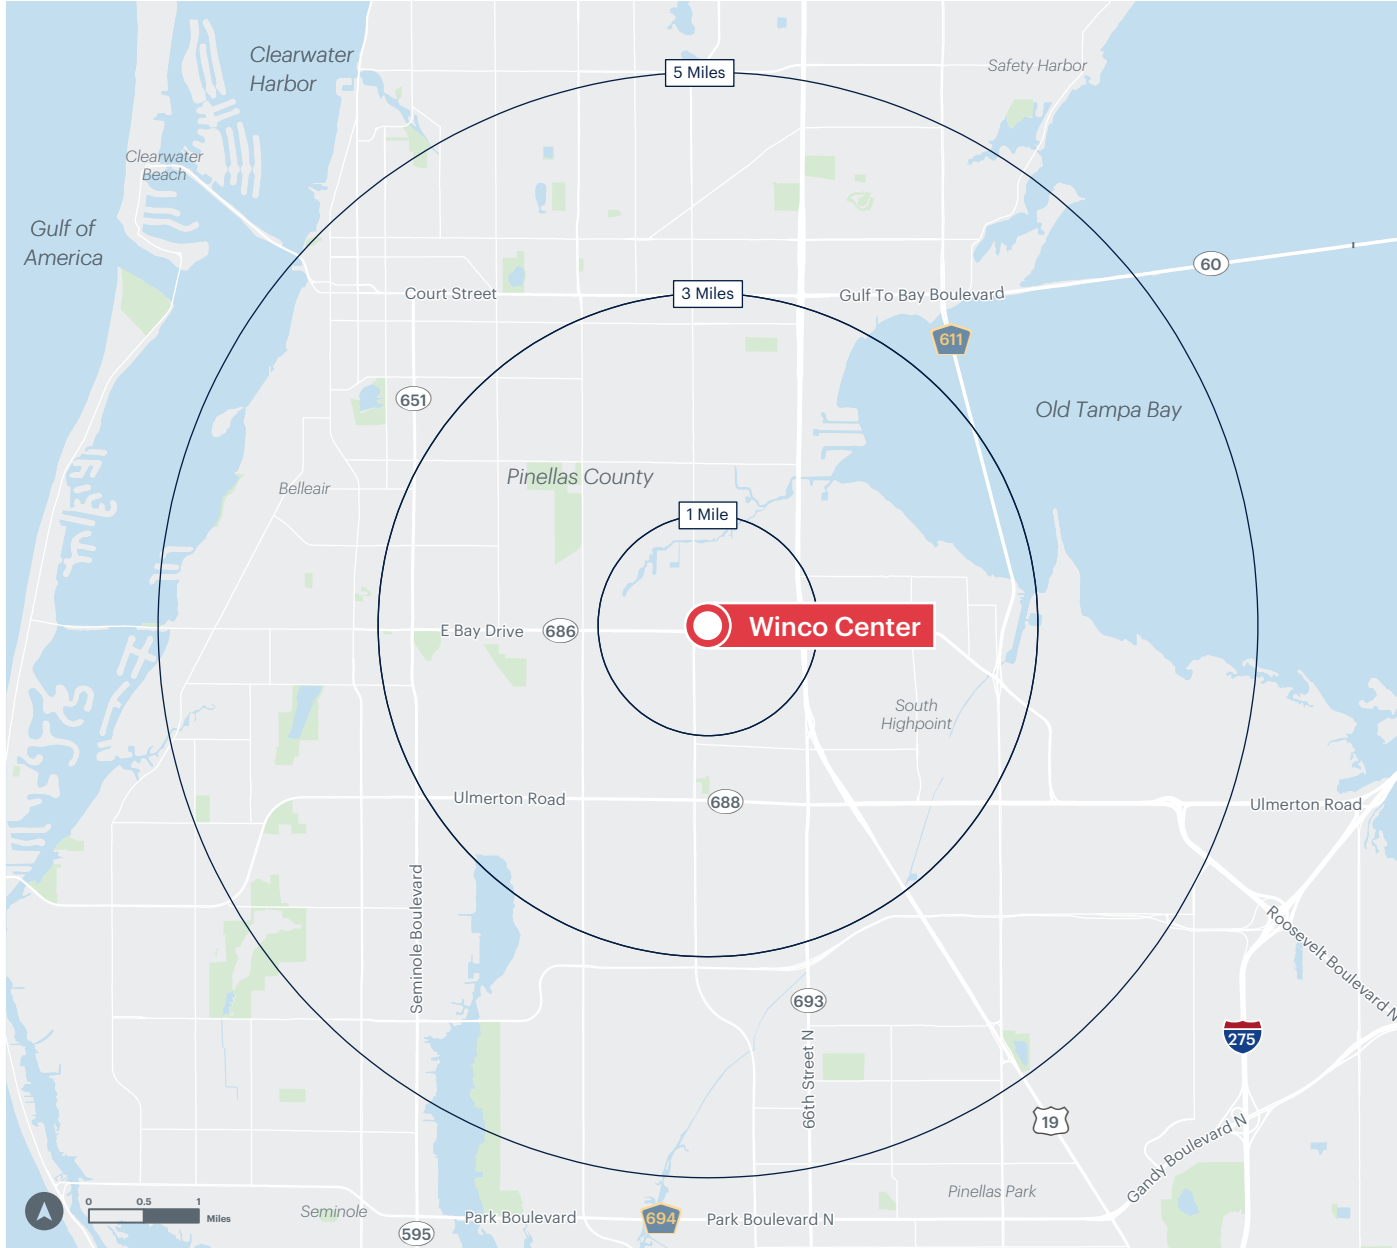 Clearwater
Harbor
5 Miles
Safety Harbor
Clearwater
Beach
Gulf of
America
60
Court Street
3 Miles
Gulf To Bay Boulevard
611
651
Old Tampa Bay
Pinellas County
Belleair
1 Mile
E Bay Drive
686
Winco Center
South
Highpoint
Ulmerton Road
688
Ulmerton Road
Seminole Boulevard
Roosevelt Boulevard N
693
275
66th Street N
19
Gandy Boulevard N
Pinellas Park
0 0.5 1
Miles
Seminole
Park Boulevard
694
Park Boulevard N
595